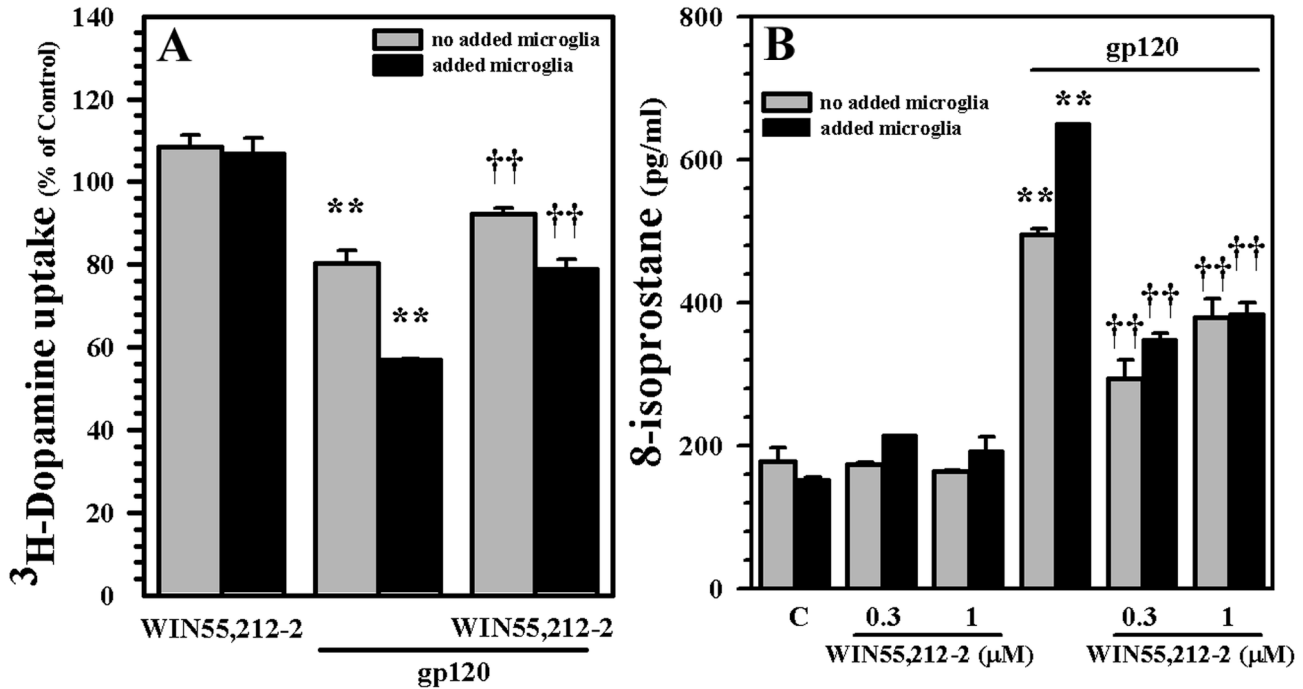 A
no added microglia
added microglia
³H-Dopamine uptake (% of Control)
140
120
100
80
60
40
20
0
**
**
††
††
WIN55,212-2
WIN55,212-2
gp120
B
gp120
no added microglia
added microglia
8-isoprostane (pg/ml)
800
600
400
200
0
**
**
††
††
††
††
C
0.3
1
0.3
1
WIN55,212-2 (µM)
WIN55,212-2 (µM)